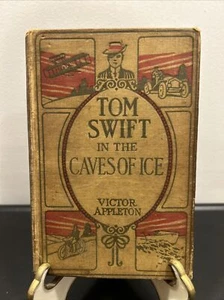 TOM
SWIFT
IN THE
CAVES OF ICE
VICTOR
APPLETON